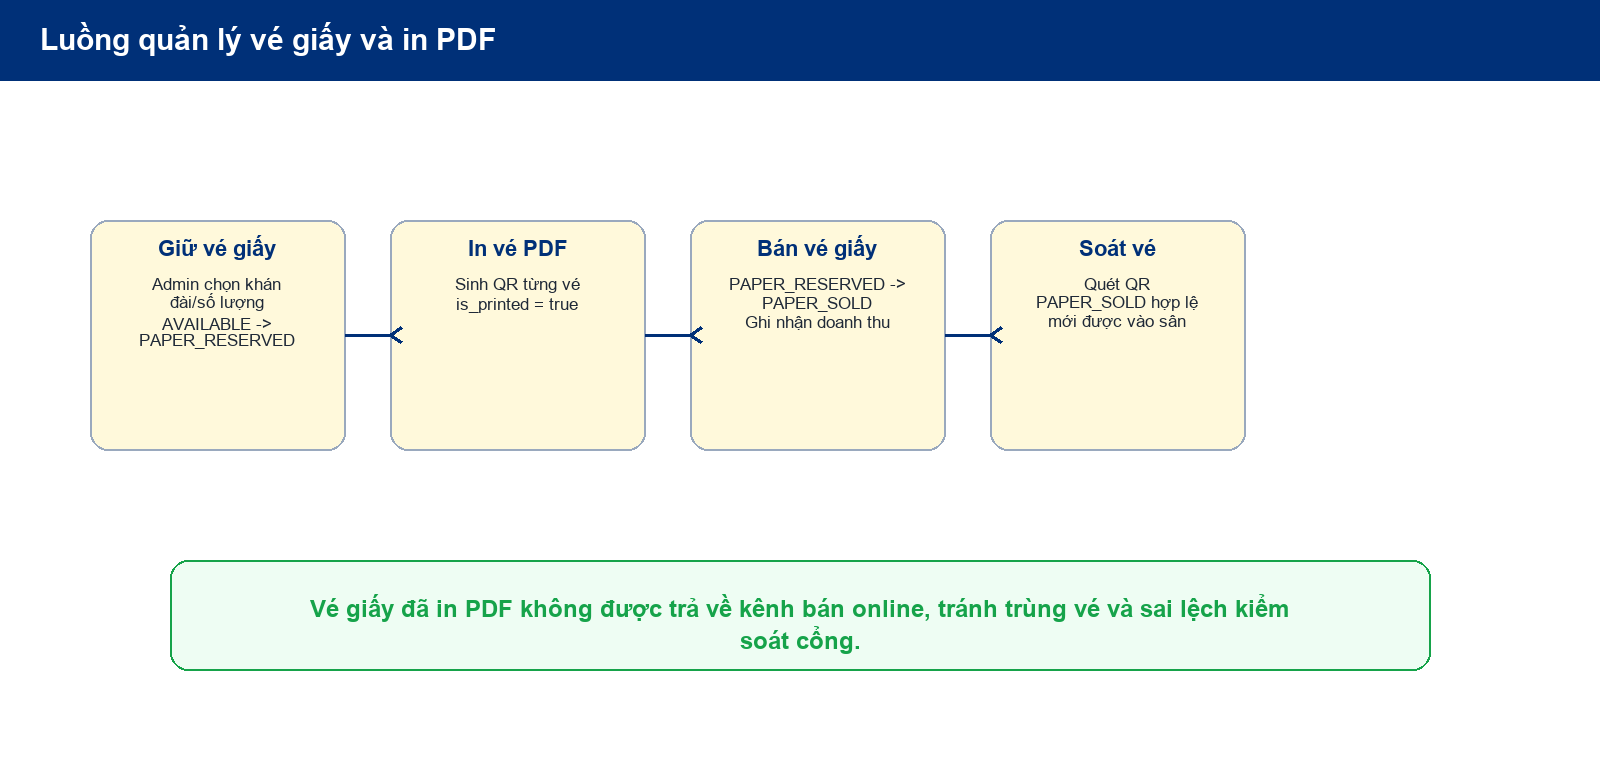 Luồng quản lý vé giấy và in PDF
Giữ vé giấy
Admin chọn khán
đài/số lượng
AVAILABLE ->
PAPER_RESERVED
In vé PDF
Sinh QR từng vé
is_printed = true
Bán vé giấy
PAPER_RESERVED ->
PAPER_SOLD
Ghi nhận doanh thu
Soát vé
Quét QR
PAPER_SOLD hợp lệ
mới được vào sân
Vé giấy đã in PDF không được trả về kênh bán online, tránh trùng vé và sai lệch kiểm
soát cổng.